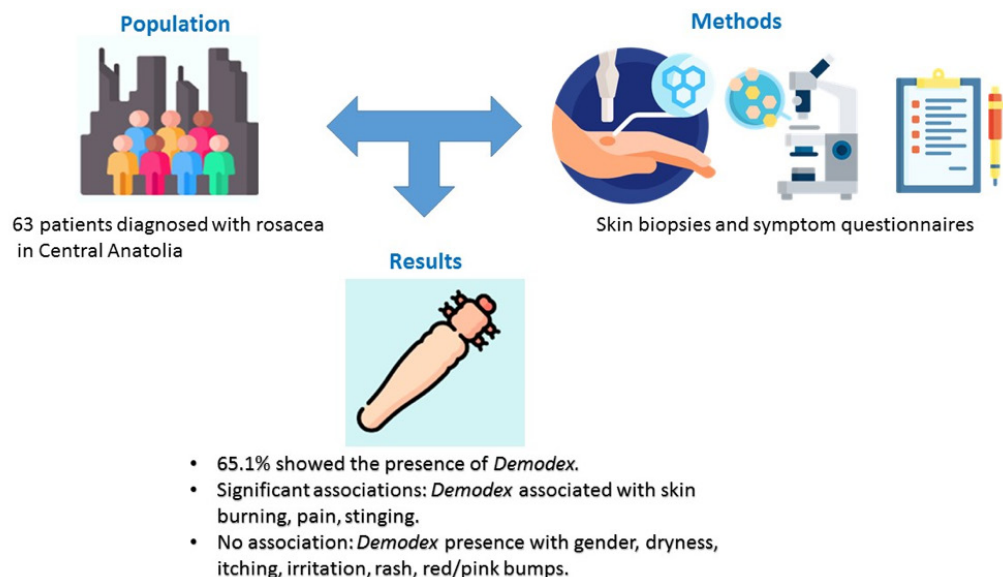 Population
Methods
63 patients diagnosed with rosacea
in Central Anatolia
Skin biopsies and symptom questionnaires
Results
• 65.1% showed the presence of Demodex.
• Significant associations: Demodex associated with skin
burning, pain, stinging.
• No association: Demodex presence with gender, dryness,
itching, irritation, rash, red/pink bumps.